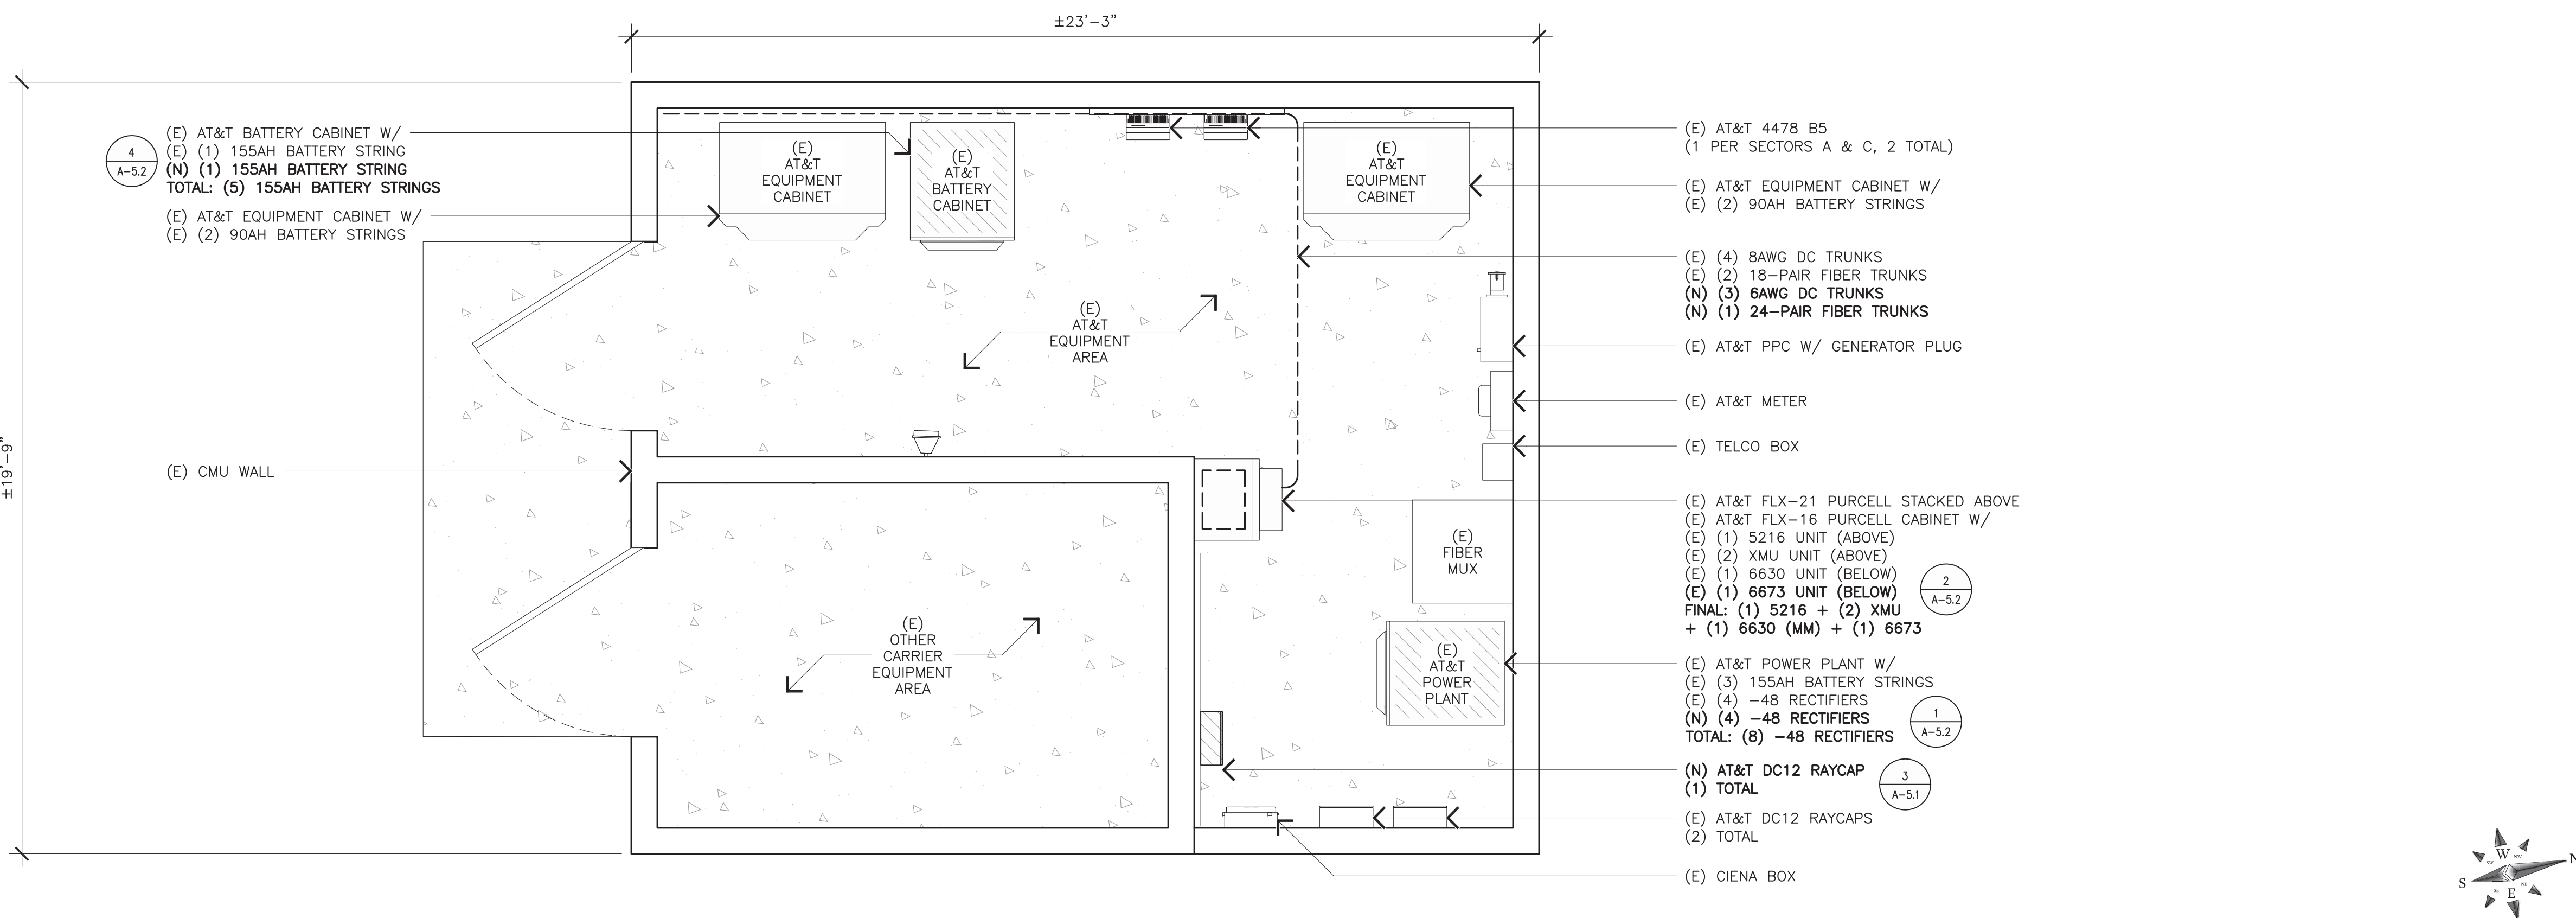 ±23'-3"
±19'-9"
4
A-5.2
(E) AT&T BATTERY CABINET W/
(E) (1) 155AH BATTERY STRING
(N) (1) 155AH BATTERY STRING
TOTAL: (5) 155AH BATTERY STRINGS
(E) AT&T EQUIPMENT CABINET W/
(E) (2) 90AH BATTERY STRINGS
(E) CMU WALL
(E)
AT&T
EQUIPMENT
CABINET
(E)
AT&T
BATTERY
CABINET
(E)
AT&T
EQUIPMENT
CABINET
(E)
AT&T
EQUIPMENT
AREA
(E)
OTHER
CARRIER
EQUIPMENT
AREA
(E)
FIBER
MUX
(E)
AT&T
POWER
PLANT
(E) AT&T 4478 B5
(1 PER SECTORS A & C, 2 TOTAL)
(E) AT&T EQUIPMENT CABINET W/
(E) (2) 90AH BATTERY STRINGS
(E) (4) 8AWG DC TRUNKS
(E) (2) 18-PAIR FIBER TRUNKS
(N) (3) 6AWG DC TRUNKS
(N) (1) 24-PAIR FIBER TRUNKS
(E) AT&T PPC W/ GENERATOR PLUG
(E) AT&T METER
(E) TELCO BOX
(E) AT&T FLX-21 PURCELL STACKED ABOVE
(E) AT&T FLX-16 PURCELL CABINET W/
(E) (1) 5216 UNIT (ABOVE)
(E) (2) XMU UNIT (ABOVE)
(E) (1) 6630 UNIT (BELOW)
(E) (1) 6673 UNIT (BELOW)
FINAL: (1) 5216 + (2) XMU
+ (1) 6630 (MM) + (1) 6673
2
A-5.2
(E) AT&T POWER PLANT W/
(E) (3) 155AH BATTERY STRINGS
(E) (4) -48 RECTIFIERS
(N) (4) -48 RECTIFIERS
TOTAL: (8) -48 RECTIFIERS
1
A-5.2
(N) AT&T DC12 RAYCAP
(1) TOTAL
3
A-5.1
(E) AT&T DC12 RAYCAPS
(2) TOTAL
(E) CIENA BOX
W
N
S
E
SW
NW
SE
NE